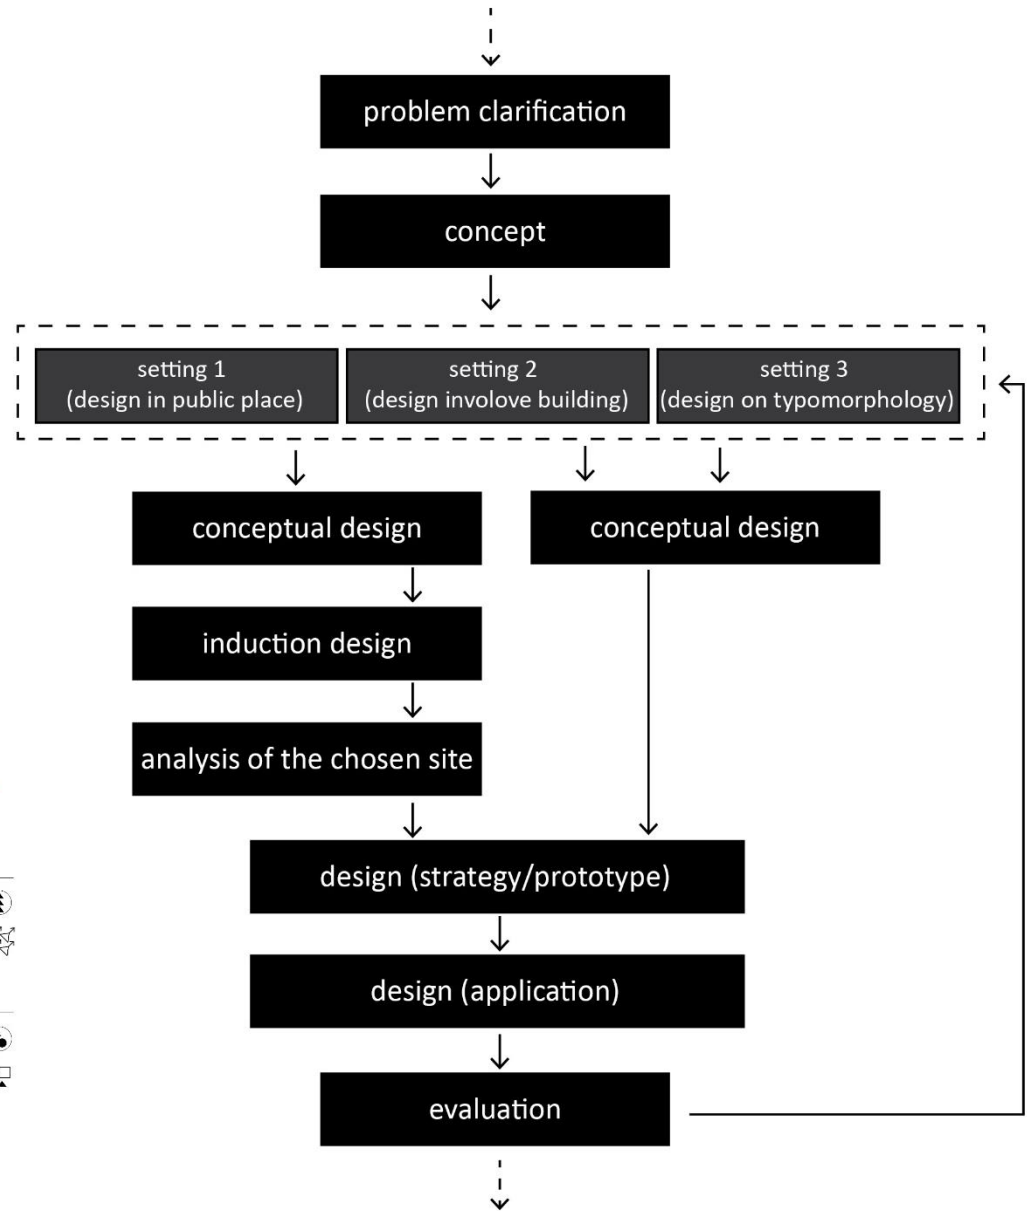 problem clarification
concept
setting 1
(design in public place)
setting 2
(design involove building)
setting 3
(design on typomorphology)
conceptual design
conceptual design
induction design
analysis of the chosen site
design (strategy/prototype)
design (application)
evaluation